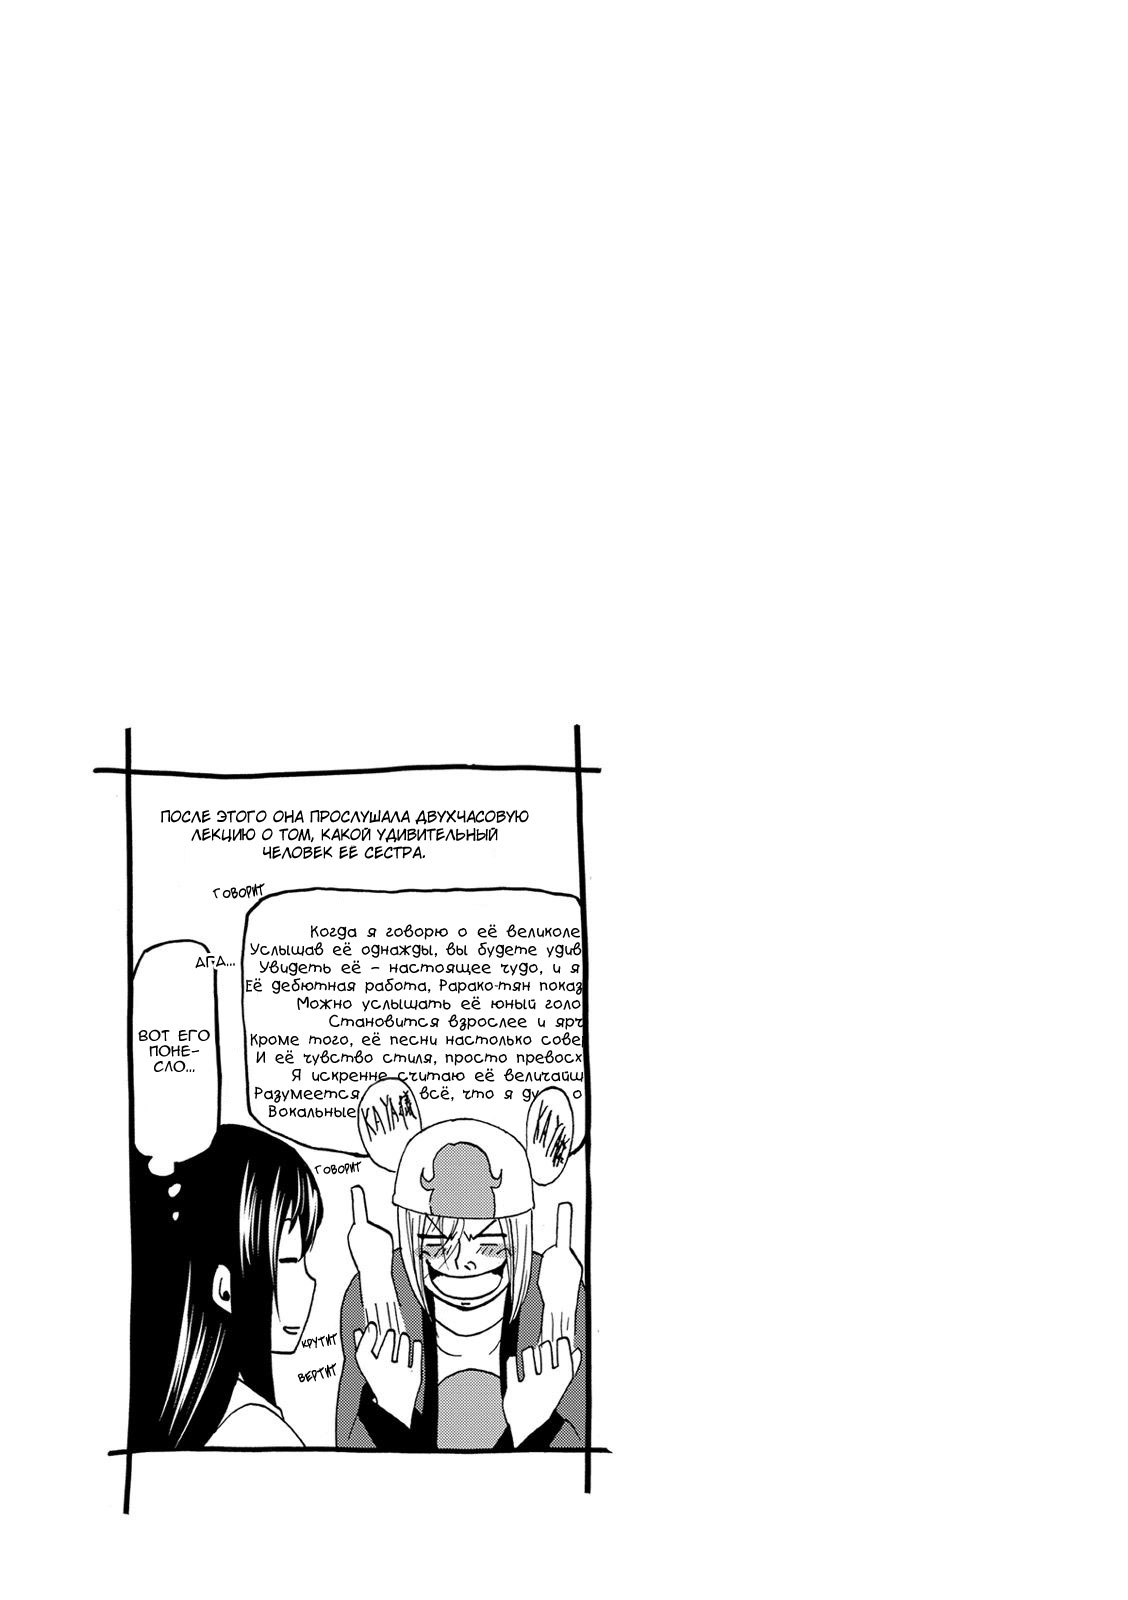 ПОСЛЕ ЭТОГО ОНА ПРОСЛУШАЛА ДВУХЧАСОВУЮ
ЛЕКЦИЮ О ТОМ, КАКОЙ УДИВИТЕЛЬНЫЙ
ЧЕЛОВЕК ЕЕ СЕСТРА.
ГОВОРИТ
Когда я говорю о её великоле
Услышав её однажды, вы будете удив
Увидеть её – настоящее чудо, и я
Её дебютная работа, Рарако-тян показ
Можно услышать её юный голо
Становится взрослее и ярч
Кроме того, её песни настолько сове
И её чувство стиля, просто превосх
Я искренне считаю её величайш
Разумеется, всё, что я ду о
Вокальные
АГА...
ВОТ ЕГО
ПОНЕ-
СЛО...
KAYA
KAYA
ГОВОРИТ
КРУТИТ
ВЕРТИТ